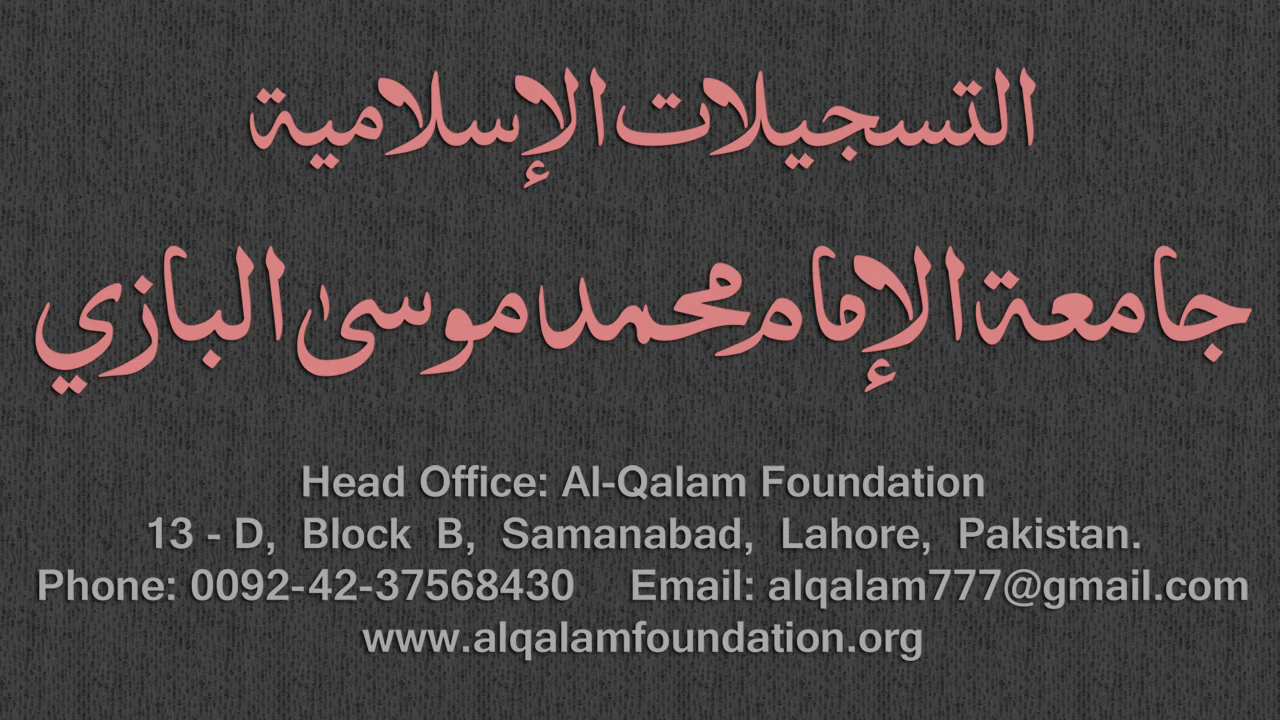 التسجيلات الإسلامية
جامعة الإمام محمد موسىٰ البازي
Head Office: Al-Qalam Foundation
13 - D, Block B, Samanabad, Lahore, Pakistan.
Phone: 0092-42-37568430 Email: alqalam777@gmail.com
www.alqalamfoundation.org